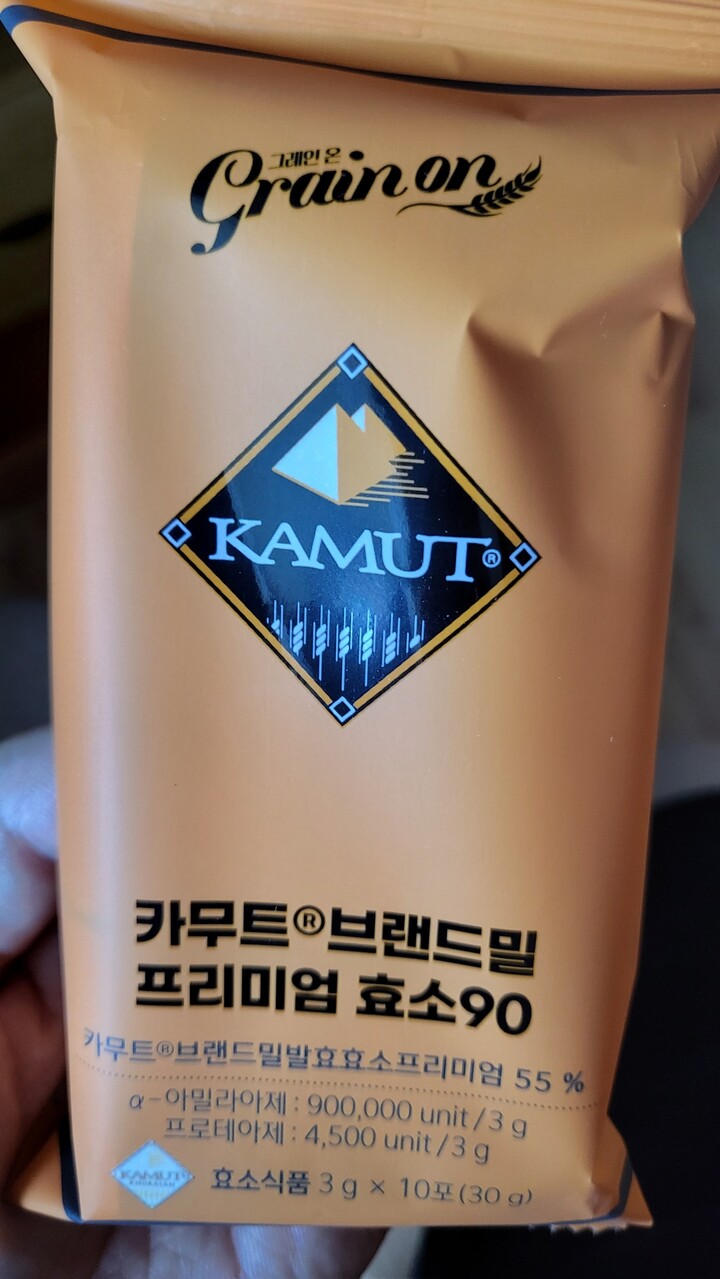 그레인 온
Grain on
KAMUT®
카무트®브랜드밀
프리미엄 효소90
카무트®브랜드밀발효효소프리미엄 55 %
α-아밀라아제 : 900,000 unit/3 g
프로테아제 : 4,500 unit/3 g
KAMUT
KHORASAN
효소식품 3 g × 10포(30 g)